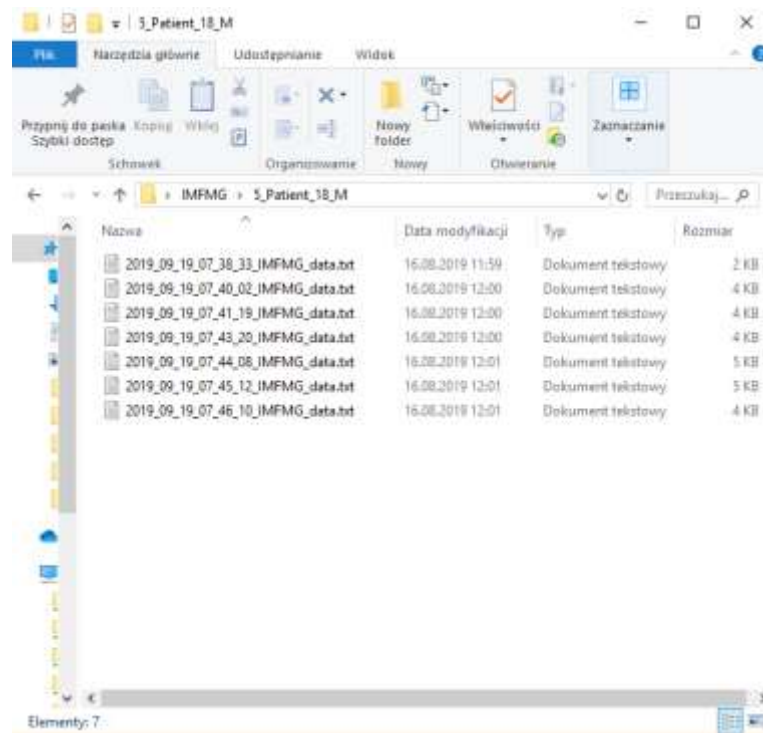 5_Patient_18_M
Plik Narzędzia główne Udostępnianie Widok
Przypnij do paska Szybki dostęp
Kopiuj
Wklej
Nowy folder
Właściwości
Zaznaczanie
Schowek Organizowanie Nowy Otwieranie
IMFMG › 5_Patient_18_M Przeszukaj...
Nazwa Data modyfikacji Typ Rozmiar
2019_09_19_07_38_33_IMFMG_data.txt 16.08.2019 11:59 Dokument tekstowy 2 KB
2019_09_19_07_40_02_IMFMG_data.txt 16.08.2019 12:00 Dokument tekstowy 4 KB
2019_09_19_07_41_19_IMFMG_data.txt 16.08.2019 12:00 Dokument tekstowy 4 KB
2019_09_19_07_43_20_IMFMG_data.txt 16.08.2019 12:00 Dokument tekstowy 4 KB
2019_09_19_07_44_08_IMFMG_data.txt 16.08.2019 12:01 Dokument tekstowy 5 KB
2019_09_19_07_45_12_IMFMG_data.txt 16.08.2019 12:01 Dokument tekstowy 5 KB
2019_09_19_07_46_10_IMFMG_data.txt 16.08.2019 12:01 Dokument tekstowy 4 KB
Elementy: 7